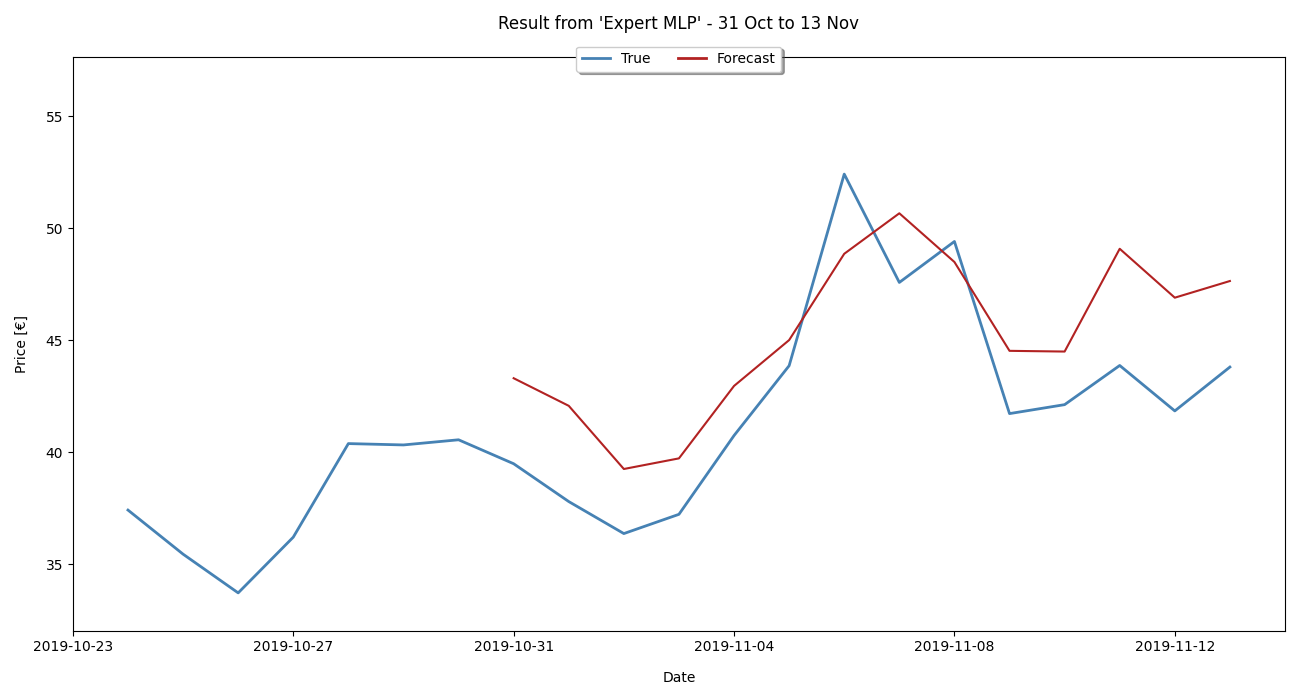 Result from 'Expert MLP' - 31 Oct to 13 Nov
True Forecast
55
50
45
40
35
Price [€]
2019-10-23 2019-10-27 2019-10-31 2019-11-04 2019-11-08 2019-11-12
Date